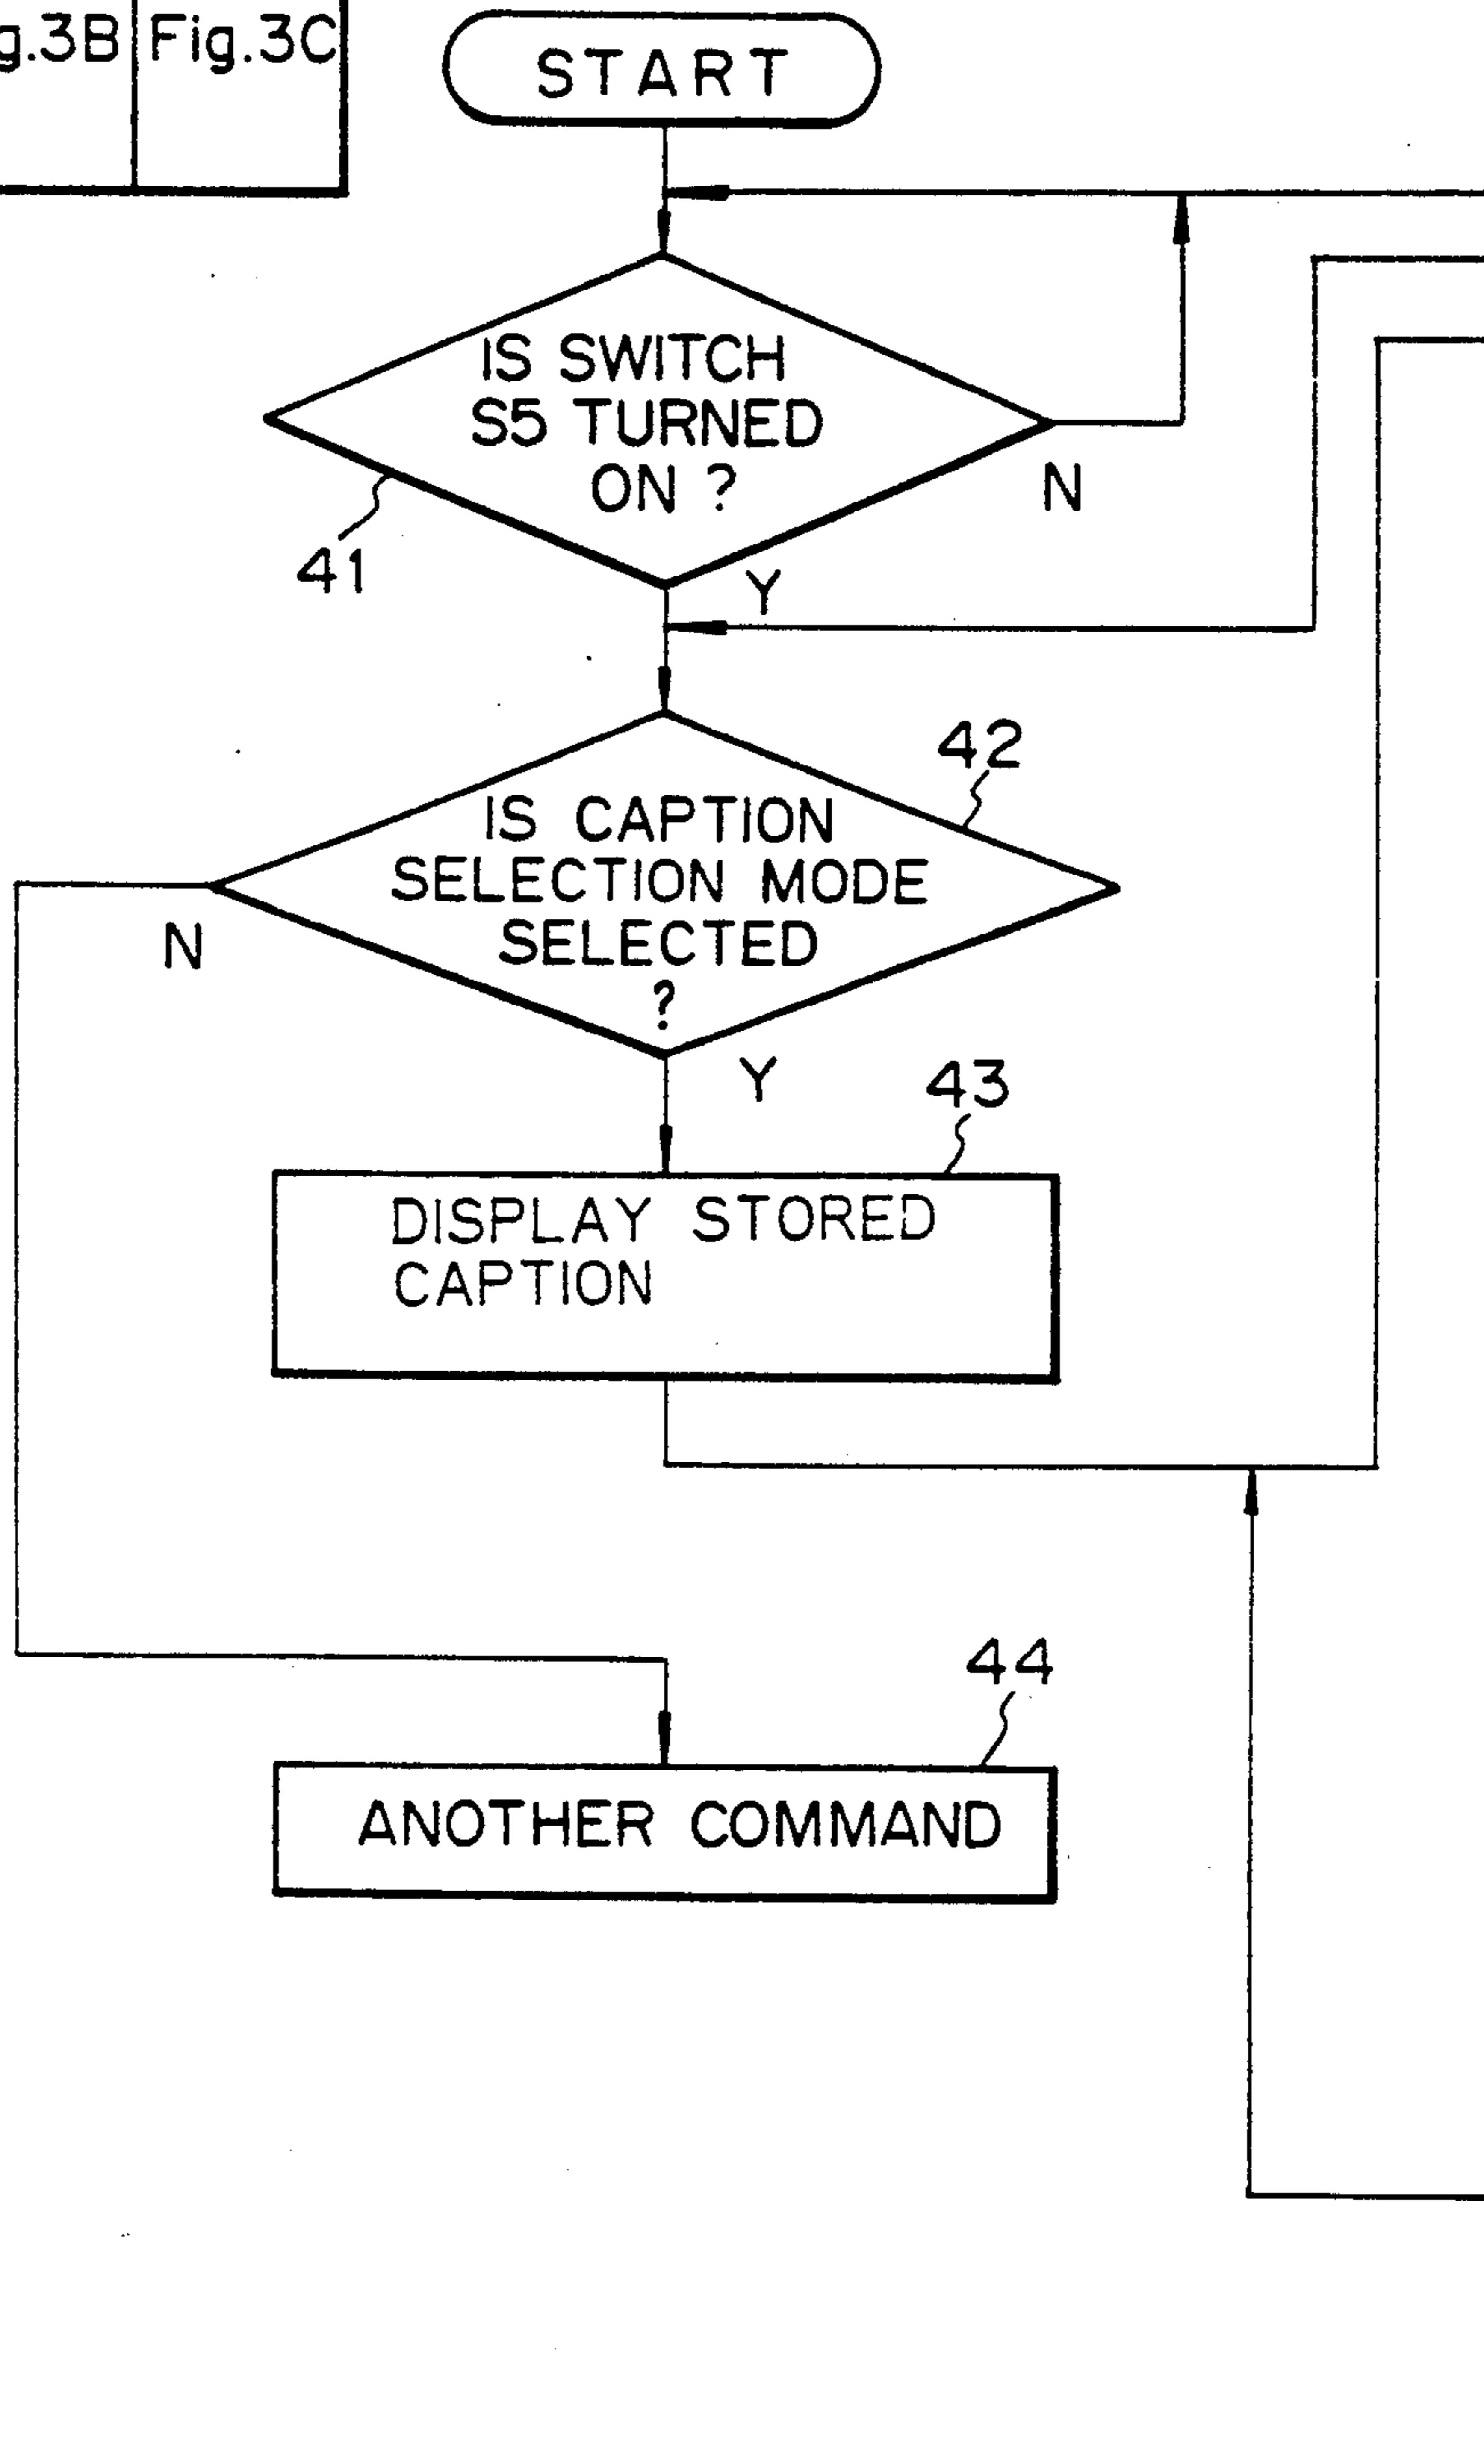 Fig.3C
START
IS SWITCH
S5 TURNED
ON ?
N
41
Y
42
IS CAPTION
SELECTION MODE
SELECTED
?
N
Y
43
DISPLAY STORED
CAPTION
44
ANOTHER COMMAND